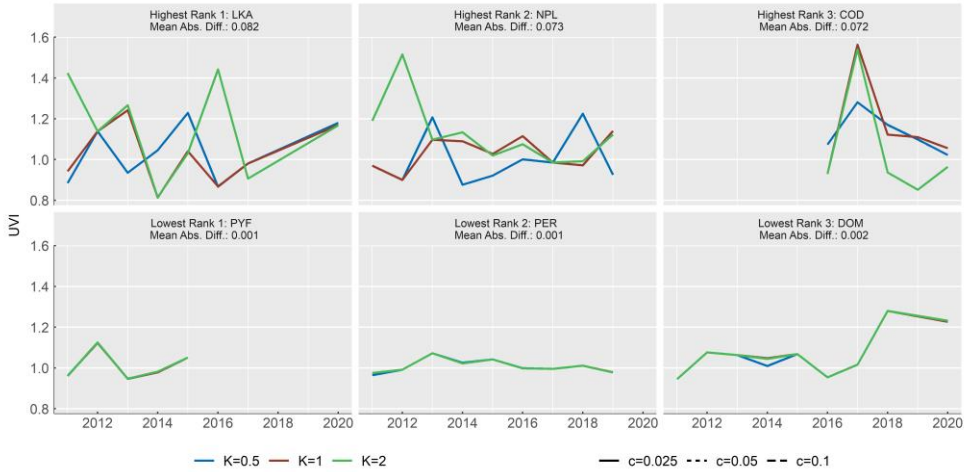 Highest Rank 1: LKA
Mean Abs. Diff.: 0.082
Highest Rank 2: NPL
Mean Abs. Diff.: 0.073
Highest Rank 3: COD
Mean Abs. Diff.: 0.072
1.6
1.4
1.2
1.0
0.8
UVI
Lowest Rank 1: PYF
Mean Abs. Diff.: 0.001
Lowest Rank 2: PER
Mean Abs. Diff.: 0.001
Lowest Rank 3: DOM
Mean Abs. Diff.: 0.002
1.6
1.4
1.2
1.0
0.8
2012 2014 2016 2018 2020 2012 2014 2016 2018 2020 2012 2014 2016 2018 2020
K=0.5 K=1 K=2 c=0.025 c=0.05 c=0.1